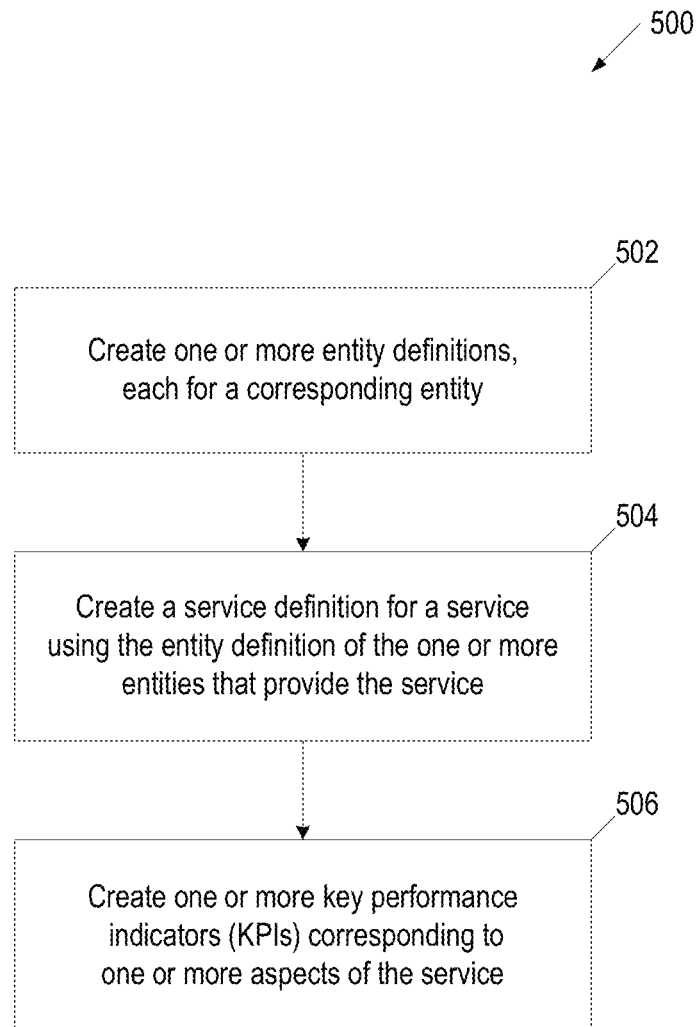 500
502
Create one or more entity definitions,
each for a corresponding entity
504
Create a service definition for a service
using the entity definition of the one or more
entities that provide the service
506
Create one or more key performance
indicators (KPIs) corresponding to
one or more aspects of the service